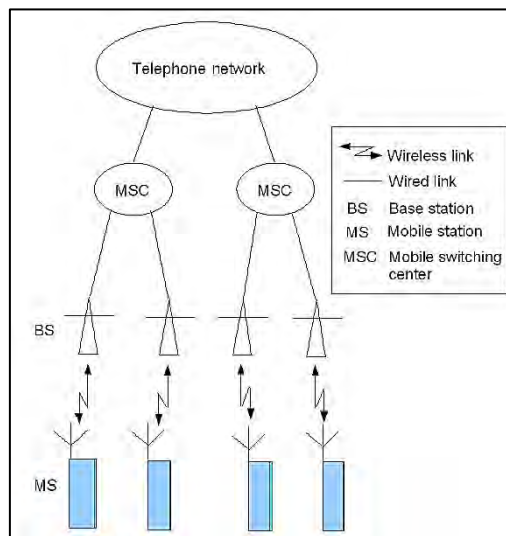 Telephone network
MSC
MSC
Wireless link
Wired link
BS Base station
MS Mobile station
MSC Mobile switching
center
BS
MS